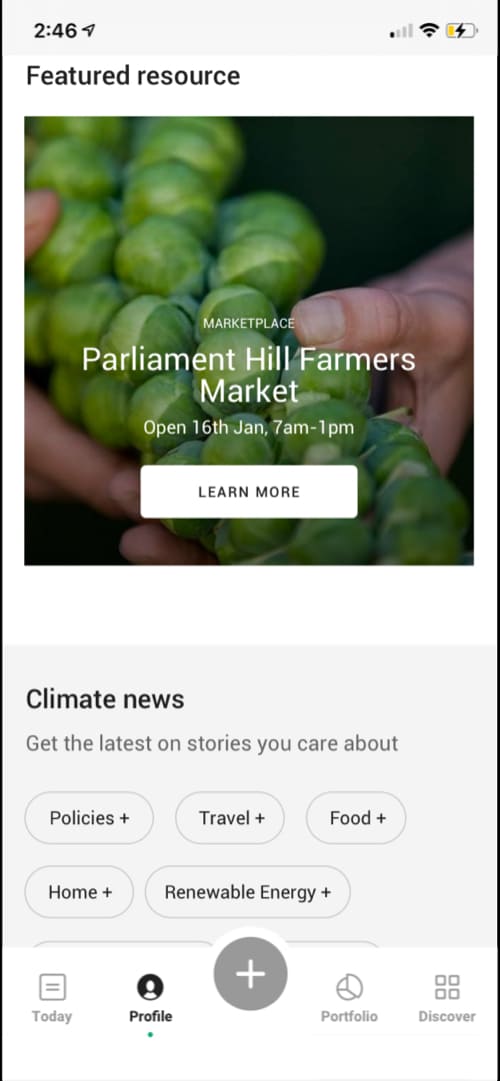 2:46
Featured resource
MARKETPLACE
Parliament Hill Farmers
Market
Open 16th Jan, 7am-1pm
LEARN MORE
Climate news
Get the latest on stories you care about
Policies +
Travel +
Food +
Home +
Renewable Energy +
Today
Profile
Portfolio
Discover